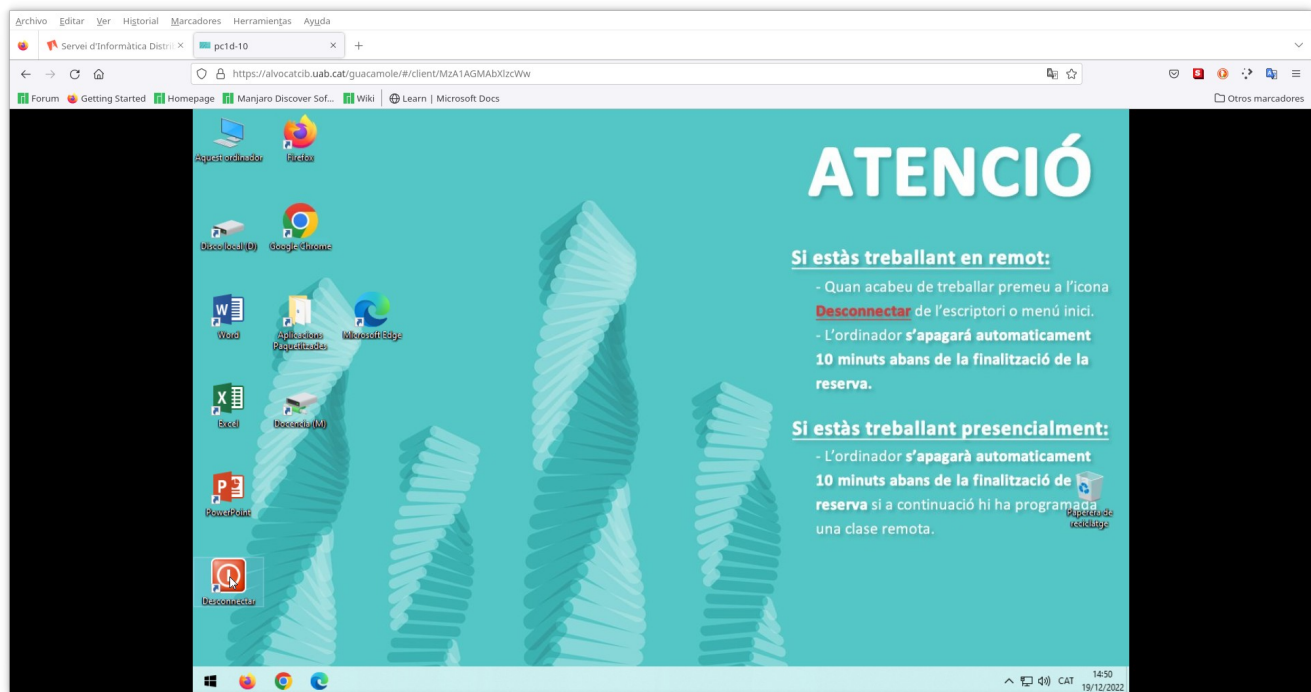 Archivo Editar Ver Historial Marcadores Herramientas Ayuda
Servei d'Informàtica Distri
pc1d-10
https://alvocatcib.uab.cat/guacamole/#/client/MzA1AGMAbXlzcWw
Forum Getting Started Homepage Manjaro Discover Sof... Wiki Learn | Microsoft Docs Otros marcadores
Aquest ordinador Firefox
Disco local (D) Google Chrome
Word Aplicacions Paquetitzades Microsoft Edge
Excel Docencia (M)
PowerPoint
Desconnectar
ATENCIÓ
Si estàs treballant en remot:
- Quan acabeu de treballar premeu a l'icona
Desconnectar de l'escriptori o menú inici.
- L'ordinador s'apagará automaticament
10 minuts abans de la finalització de la
reserva.
Si estàs treballant presencialment:
- L'ordinador s'apagarà automaticament
10 minuts abans de la finalització de
reserva si a continuació hi ha programada
una clase remota.
Paperera de
reciclatge
CAT
14:50
19/12/2022